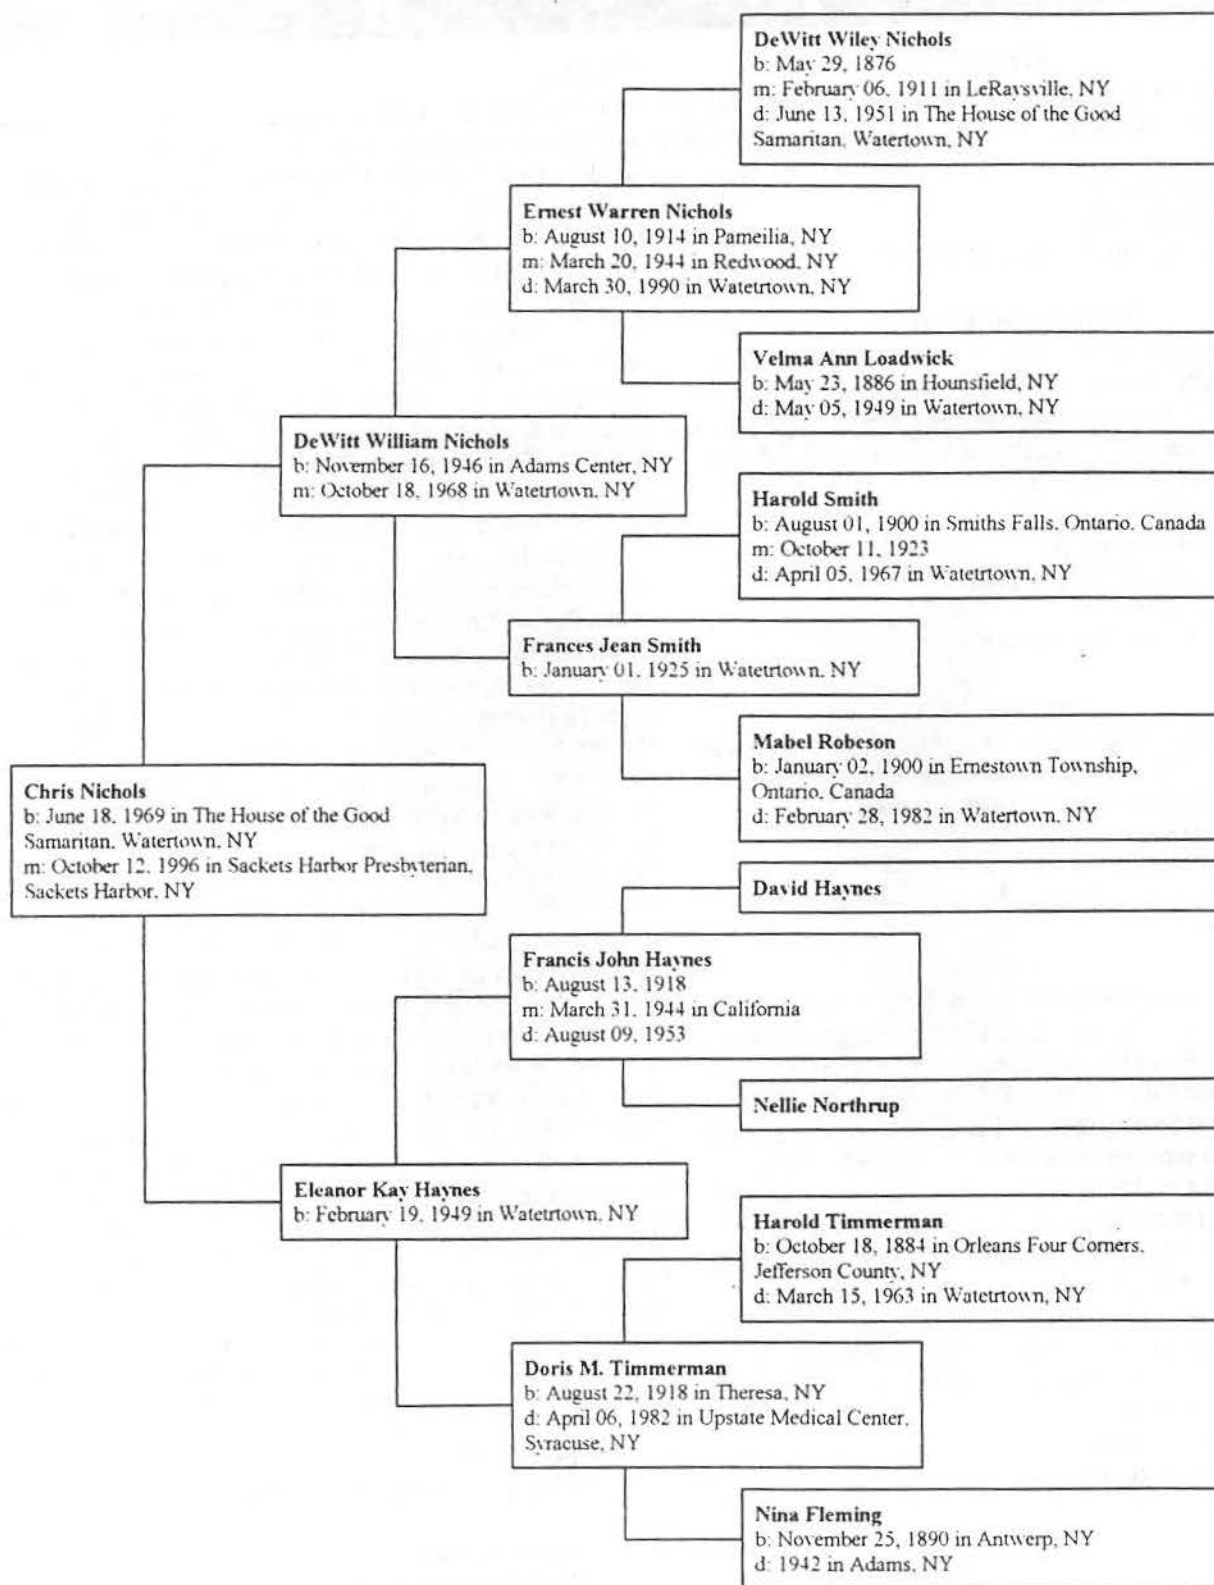 DeWitt Wiley Nichols
b: May 29, 1876
m: February 06, 1911 in LeRaysville, NY
d: June 13, 1951 in The House of the Good
Samaritan, Watertown, NY
Ernest Warren Nichols
b: August 10, 1914 in Pameilia, NY
m: March 20, 1944 in Redwood, NY
d: March 30, 1990 in Watetrtown, NY
Velma Ann Loadwick
b: May 23, 1886 in Hounsfield, NY
d: May 05, 1949 in Watertown, NY
DeWitt William Nichols
b: November 16, 1946 in Adams Center, NY
m: October 18, 1968 in Watetrtown, NY
Harold Smith
b: August 01, 1900 in Smiths Falls, Ontario, Canada
m: October 11, 1923
d: April 05, 1967 in Watetrtown, NY
Frances Jean Smith
b: January 01, 1925 in Watetrtown, NY
Mabel Robeson
b: January 02, 1900 in Ernestown Township,
Ontario, Canada
d: February 28, 1982 in Watertown, NY
Chris Nichols
b: June 18, 1969 in The House of the Good
Samaritan, Watertown, NY
m: October 12, 1996 in Sackets Harbor Presbyterian,
Sackets Harbor, NY
David Haynes
Francis John Haynes
b: August 13, 1918
m: March 31, 1944 in California
d: August 09, 1953
Nellie Northrup
Eleanor Kay Haynes
b: February 19, 1949 in Watetrtown, NY
Harold Timmerman
b: October 18, 1884 in Orleans Four Corners,
Jefferson County, NY
d: March 15, 1963 in Watetrtown, NY
Doris M. Timmerman
b: August 22, 1918 in Theresa, NY
d: April 06, 1982 in Upstate Medical Center,
Syracuse, NY
Nina Fleming
b: November 25, 1890 in Antwerp, NY
d: 1942 in Adams, NY